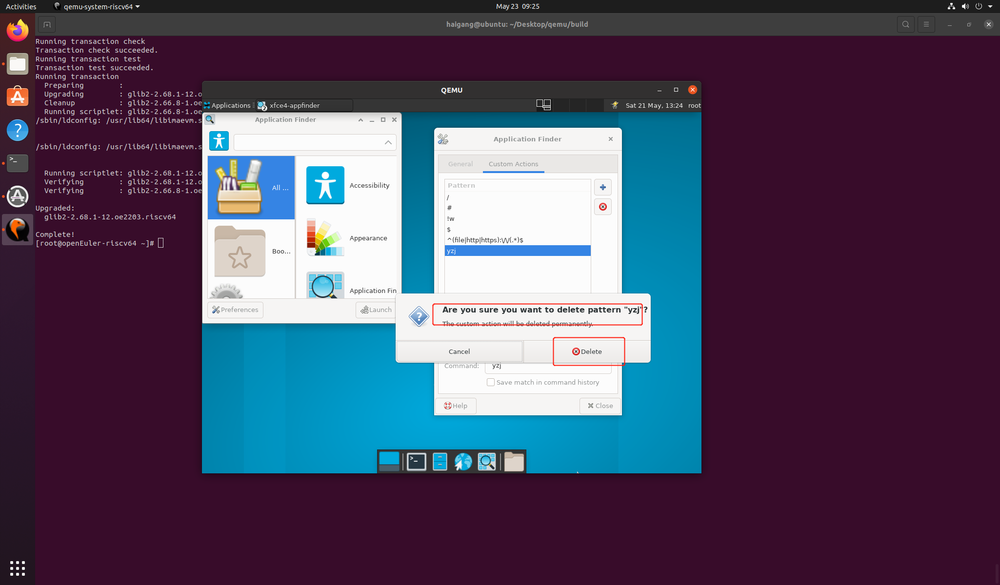 Activities
qemu-system-riscv64
May 23 09:25
haigang@ubuntu: ~/Desktop/qemu/build
Running transaction check
Transaction check succeeded.
Running transaction test
Transaction test succeeded.
Running transaction
Preparing :
Upgrading : glib2-2.68.1-12.o
Cleanup : glib2-2.66.8-1.oe
Running scriptlet: glib2-2.66.8-1.oe
/sbin/ldconfig: /usr/lib64/libimaevm.s
/sbin/ldconfig: /usr/lib64/libimaevm.s
Running scriptlet: glib2-2.68.1-12.o
Verifying : glib2-2.68.1-12.o
Verifying : glib2-2.66.8-1.oe
Upgraded:
glib2-2.68.1-12.oe2203.riscv64
Complete!
[root@openEuler-riscv64 ~]#
QEMU
Applications
2
xfce4-appfinder
Sat 21 May, 13:24
root
Application Finder
All ...
Boo...
Accessibility
Appearance
Application Fin
Preferences
Launch
Application Finder
General
Custom Actions
Pattern
/
#
!w
$
^(file|http|https):\/\/(.*)$
yzj
Are you sure you want to delete pattern "yzj"?
The custom action will be deleted permanently.
Cancel
Delete
Command:
yzj
Save match in command history
Help
Close